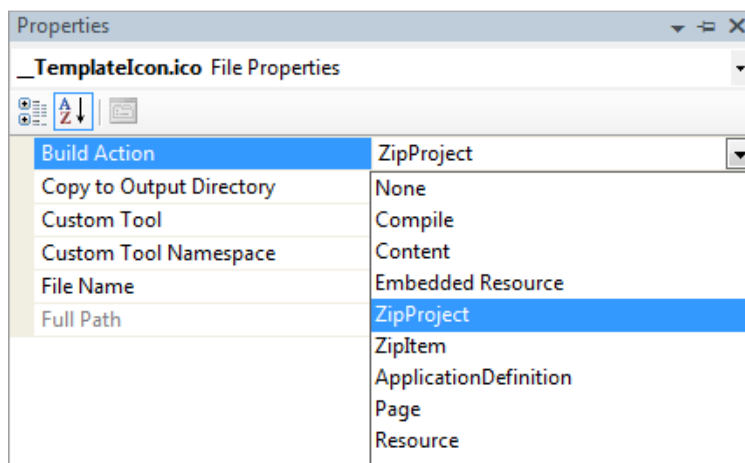 Properties
__TemplateIcon.ico File Properties
Build Action ZipProject
Copy to Output Directory None
Custom Tool Compile
Custom Tool Namespace Content
File Name Embedded Resource
Full Path ZipProject
ZipItem
ApplicationDefinition
Page
Resource